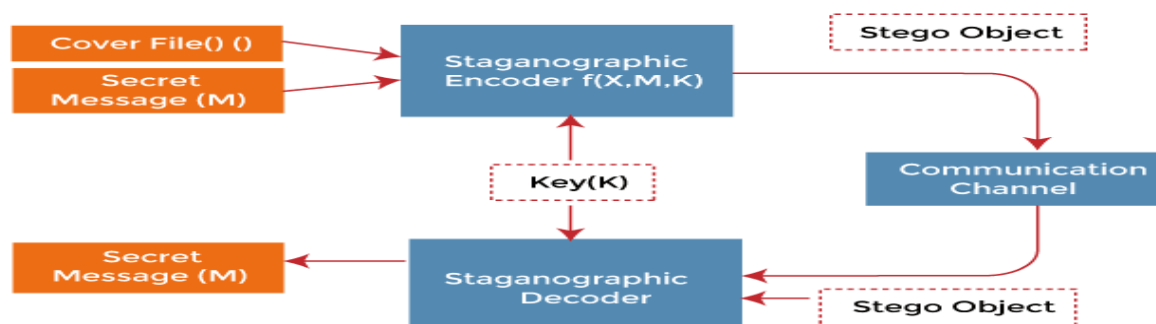 Cover File() ()
Secret
Message (M)
Staganographic
Encoder f(X,M,K)
Stego Object
Key(K)
Communication
Channel
Secret
Message (M)
Staganographic
Decoder
Stego Object